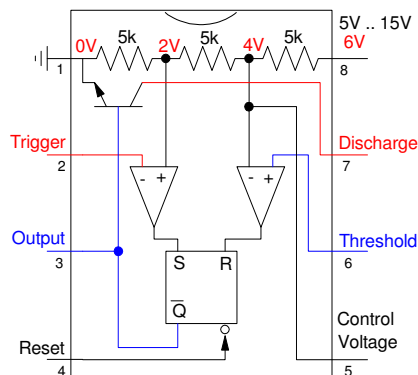 5V .. 15V
0V 5k 2V 5k 4V 5k 6V
1 8
Trigger Discharge
2 - + - + 7
Output S R Threshold
3 6
Q̅
Reset Control
Voltage
4 5